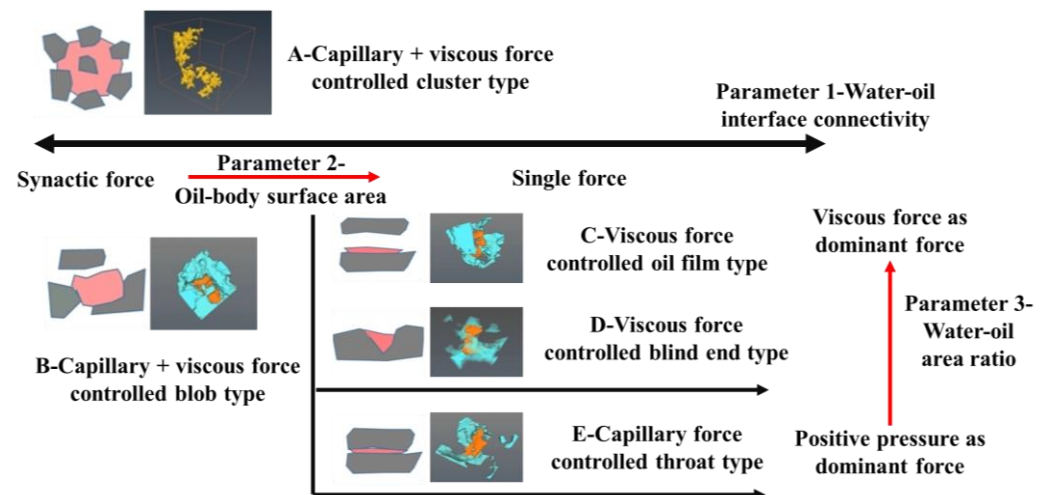 A-Capillary + viscous force
controlled cluster type
Parameter 1-Water-oil
interface connectivity
Synactic force
Parameter 2-
Oil-body surface area
Single force
C-Viscous force
controlled oil film type
Viscous force as
dominant force
D-Viscous force
controlled blind end type
Parameter 3-
Water-oil
area ratio
B-Capillary + viscous force
controlled blob type
E-Capillary force
controlled throat type
Positive pressure as
dominant force